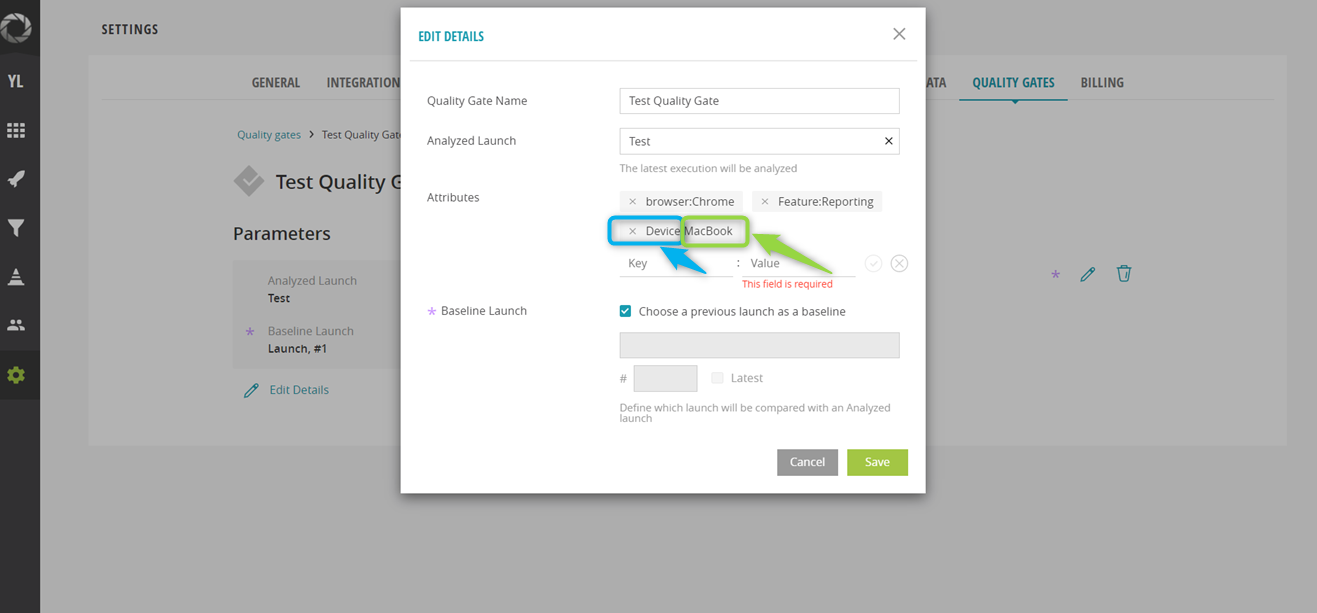 SETTINGS
EDIT DETAILS
YL
GENERAL
INTEGRATION
ATA
QUALITY GATES
BILLING
Quality gates > Test Quality Gat
Test Quality G
Parameters
Analyzed Launch
Test
* Baseline Launch
Launch, #1
Edit Details
Quality Gate Name
Test Quality Gate
Analyzed Launch
Test
The latest execution will be analyzed
Attributes
× browser:Chrome
× Feature:Reporting
× Device MacBook
Key : Value
This field is required
* Baseline Launch
Choose a previous launch as a baseline
# Latest
Define which launch will be compared with an Analyzed
launch
Cancel
Save
*